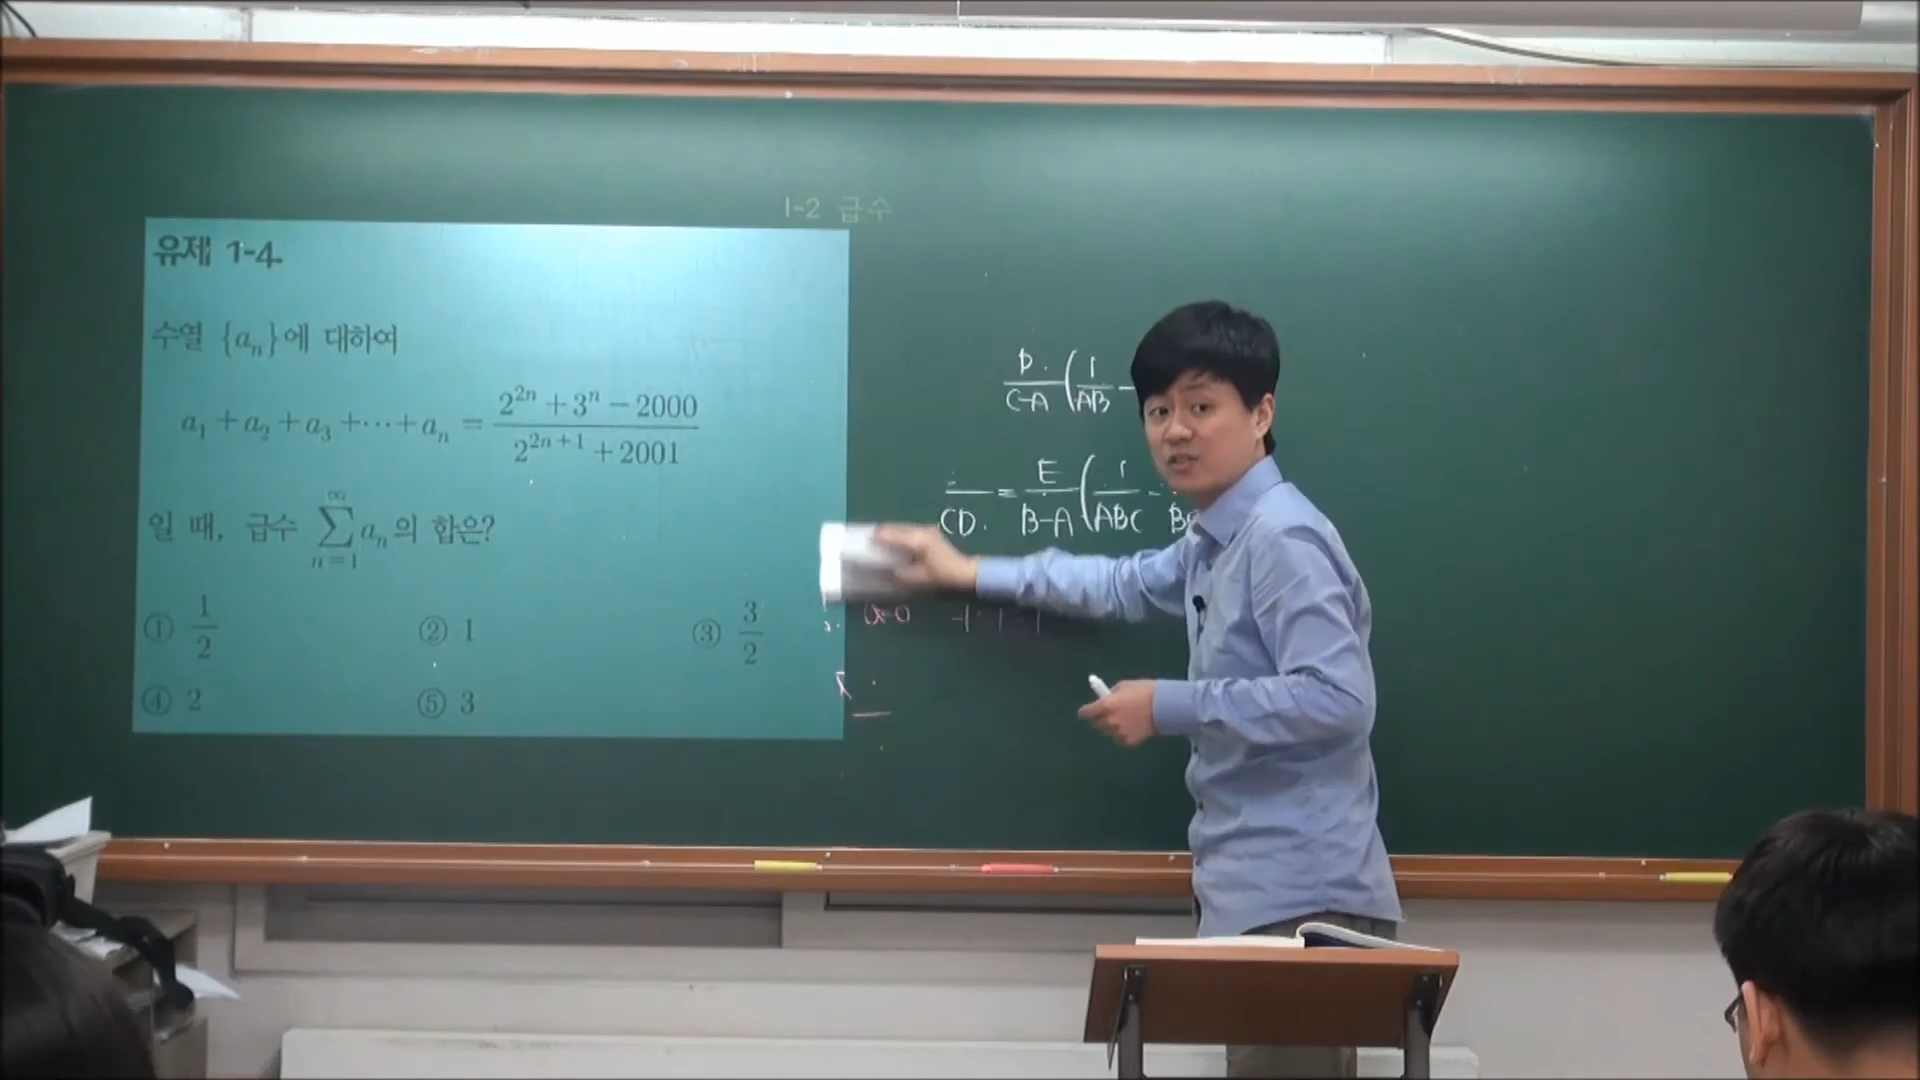 1-2 급수
유제 1-4.
수열 {aₙ}에 대하여
a₁ + a₂ + a₃ + ⋯ + aₙ = (2²ⁿ + 3ⁿ − 2000) / (2²ⁿ⁺¹ + 2001)
일 때, 급수 ∑ₙ₌₁^∞ aₙ의 합은?
① 1/2 ② 1 ③ 3/2
④ 2 ⑤ 3
D/(C-A) (1/AB -
CD = E/(B-A) (1/ABC -